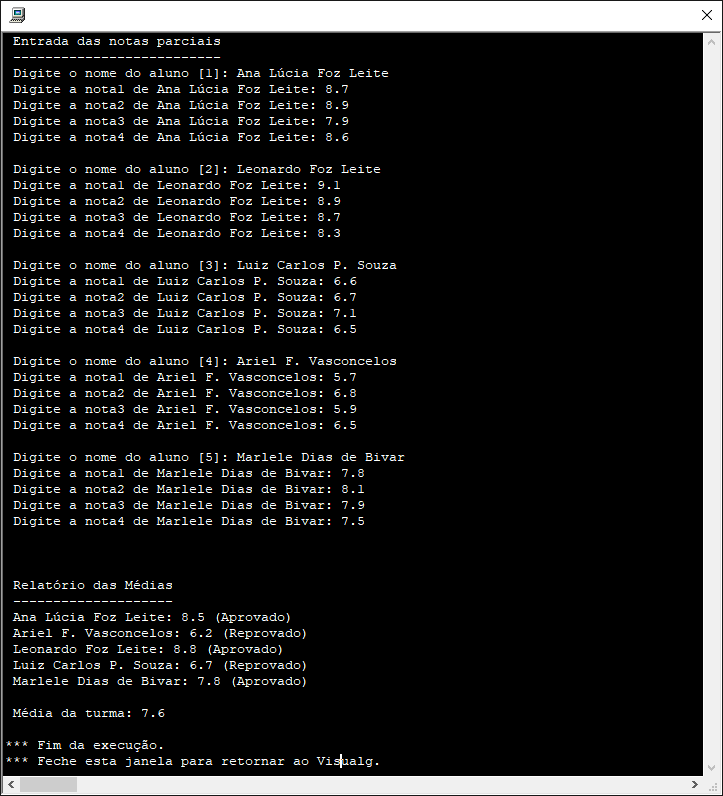 Entrada das notas parciais
--------------------------
Digite o nome do aluno [1]: Ana Lúcia Foz Leite
Digite a nota1 de Ana Lúcia Foz Leite: 8.7
Digite a nota2 de Ana Lúcia Foz Leite: 8.9
Digite a nota3 de Ana Lúcia Foz Leite: 7.9
Digite a nota4 de Ana Lúcia Foz Leite: 8.6
Digite o nome do aluno [2]: Leonardo Foz Leite
Digite a nota1 de Leonardo Foz Leite: 9.1
Digite a nota2 de Leonardo Foz Leite: 8.9
Digite a nota3 de Leonardo Foz Leite: 8.7
Digite a nota4 de Leonardo Foz Leite: 8.3
Digite o nome do aluno [3]: Luiz Carlos P. Souza
Digite a nota1 de Luiz Carlos P. Souza: 6.6
Digite a nota2 de Luiz Carlos P. Souza: 6.7
Digite a nota3 de Luiz Carlos P. Souza: 7.1
Digite a nota4 de Luiz Carlos P. Souza: 6.5
Digite o nome do aluno [4]: Ariel F. Vasconcelos
Digite a nota1 de Ariel F. Vasconcelos: 5.7
Digite a nota2 de Ariel F. Vasconcelos: 6.8
Digite a nota3 de Ariel F. Vasconcelos: 5.9
Digite a nota4 de Ariel F. Vasconcelos: 6.5
Digite o nome do aluno [5]: Marlele Dias de Bivar
Digite a nota1 de Marlele Dias de Bivar: 7.8
Digite a nota2 de Marlele Dias de Bivar: 8.1
Digite a nota3 de Marlele Dias de Bivar: 7.9
Digite a nota4 de Marlele Dias de Bivar: 7.5
Relatório das Médias
--------------------
Ana Lúcia Foz Leite: 8.5 (Aprovado)
Ariel F. Vasconcelos: 6.2 (Reprovado)
Leonardo Foz Leite: 8.8 (Aprovado)
Luiz Carlos P. Souza: 6.7 (Reprovado)
Marlele Dias de Bivar: 7.8 (Aprovado)
Média da turma: 7.6
*** Fim da execução.
*** Feche esta janela para retornar ao Visualg.